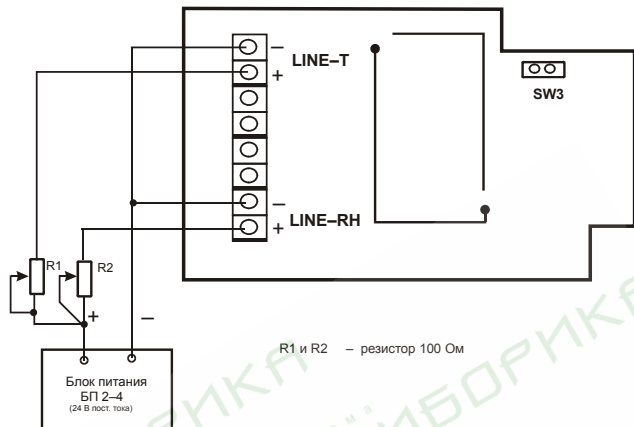 −
LINE–T
+
SW3
−
LINE–RH
+
R1
R2
+
−
R1 и R2 – резистор 100 Ом
Блок питания
БП 2–4
(24 В пост. тока)